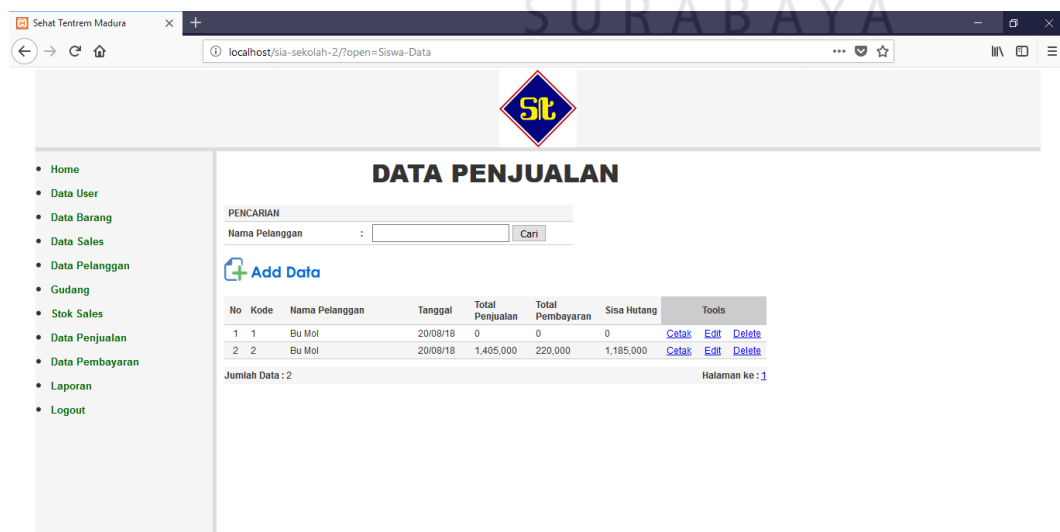 SURABAYA
Sehat Tentrem Madura
localhost/sia-sekolah-2/?open=Siswa-Data
St
Home
Data User
Data Barang
Data Sales
Data Pelanggan
Gudang
Stok Sales
Data Penjualan
Data Pembayaran
Laporan
Logout
DATA PENJUALAN
PENCARIAN
Nama Pelanggan : Cari
Add Data
No Kode Nama Pelanggan Tanggal Total Penjualan Total Pembayaran Sisa Hutang Tools
1 1 Bu Mol 20/08/18 0 0 0 Cetak Edit Delete
2 2 Bu Mol 20/08/18 1,405,000 220,000 1,185,000 Cetak Edit Delete
Jumlah Data : 2 Halaman ke : 1